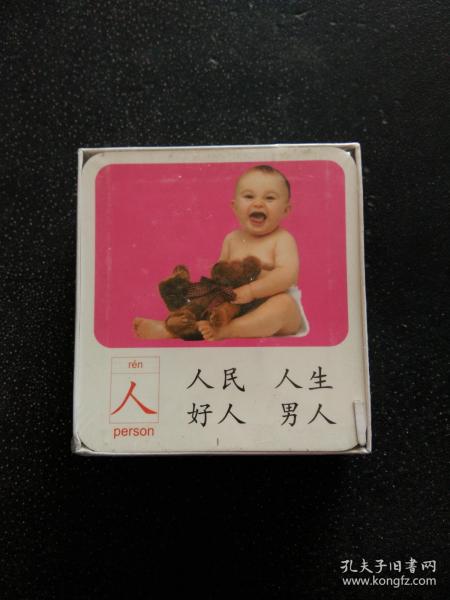 rén
人
person
人民 人生
好人 男人
孔夫子旧书网
www.kongfz.com